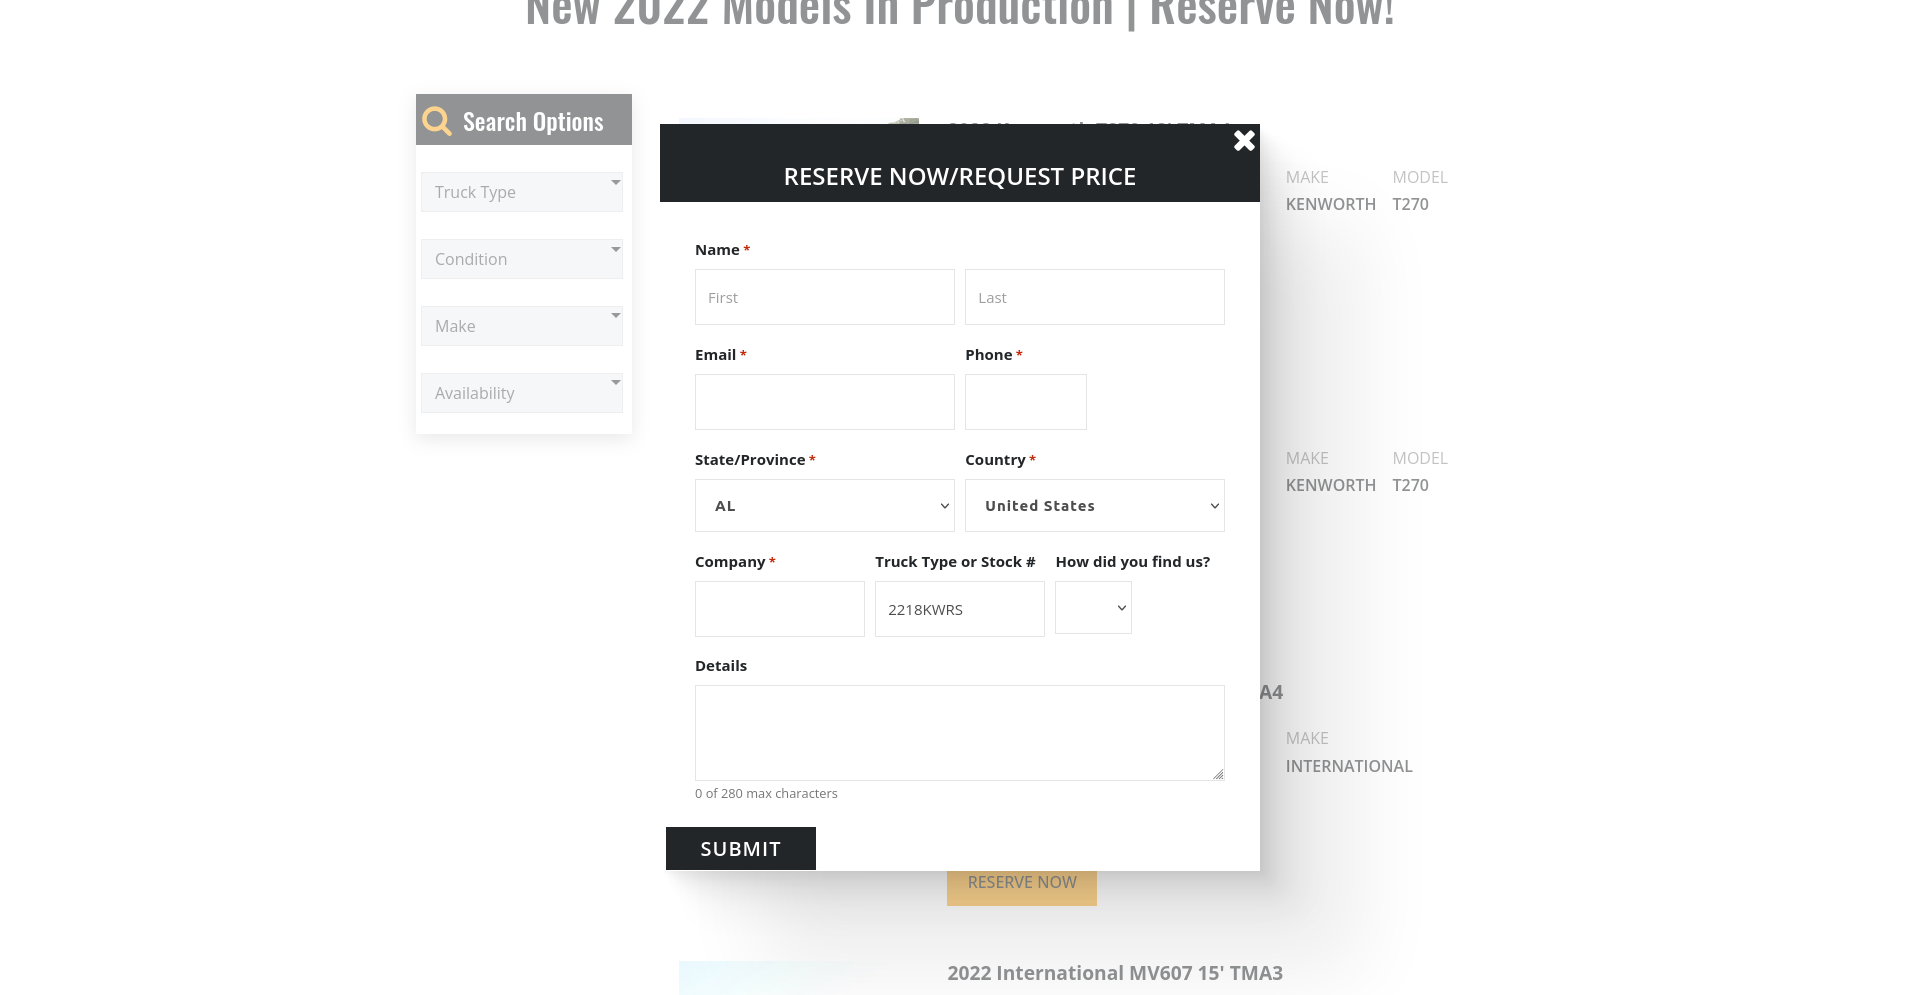 New 2022 Models In Production | Reserve Now!
Search Options
Truck Type
Condition
Make
Availability
RESERVE NOW/REQUEST PRICE
Name *
First
Last
Email *
Phone *
State/Province *
Country *
AL
United States
Company *
Truck Type or Stock #
How did you find us?
2218KWRS
Details
0 of 280 max characters
SUBMIT
MAKE
MODEL
KENWORTH
T270
MAKE
MODEL
KENWORTH
T270
A4
MAKE
INTERNATIONAL
RESERVE NOW
2022 International MV607 15' TMA3